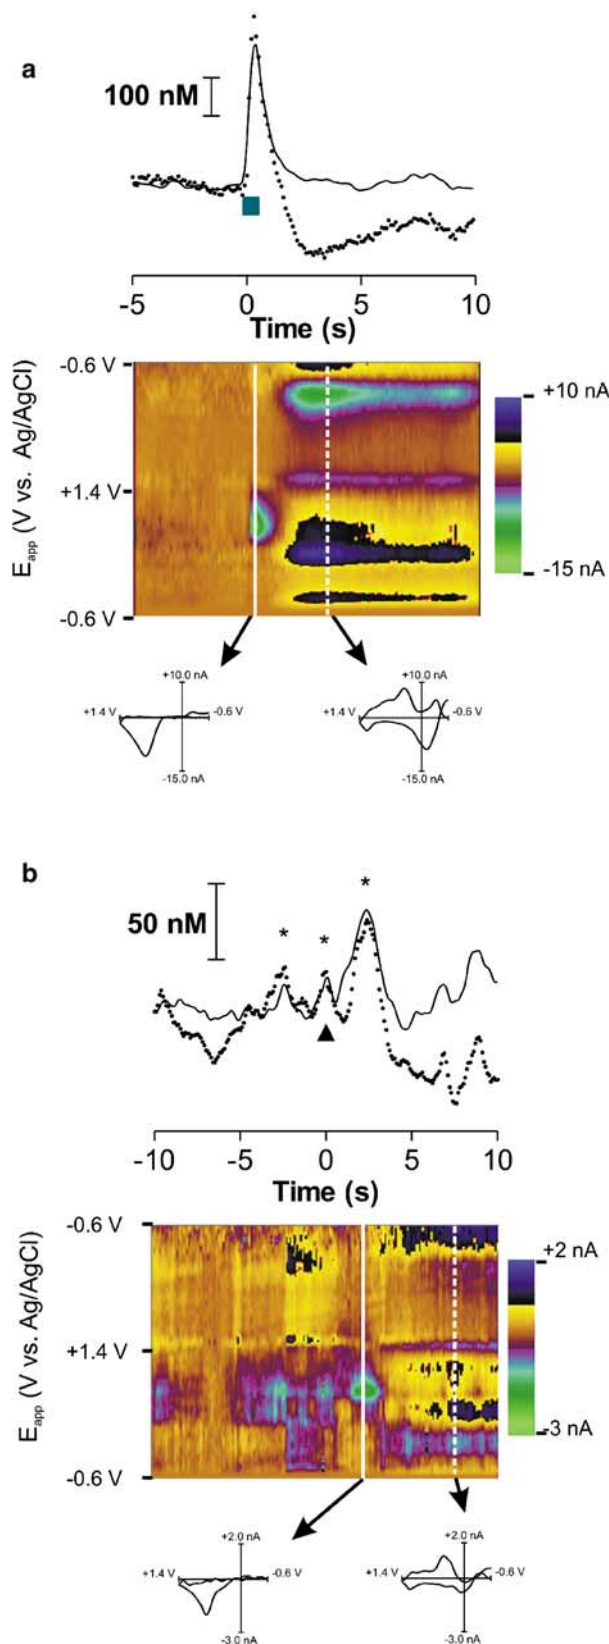 a
100 nM
-5 0 5 10
Time (s)
-0.6 V
+1.4 V
-0.6 V
E_app (V vs. Ag/AgCl)
+10 nA
-15 nA
+10.0 nA
+1.4 V
-0.6 V
-15.0 nA
+10.0 nA
+1.4 V
-0.6 V
-15.0 nA
b
50 nM
* * *
-10 -5 0 5 10
Time (s)
-0.6 V
+1.4 V
-0.6 V
E_app (V vs. Ag/AgCl)
+2 nA
-3 nA
+2.0 nA
+1.4 V
-0.6 V
-3.0 nA
+2.0 nA
+1.4 V
-0.6 V
-3.0 nA